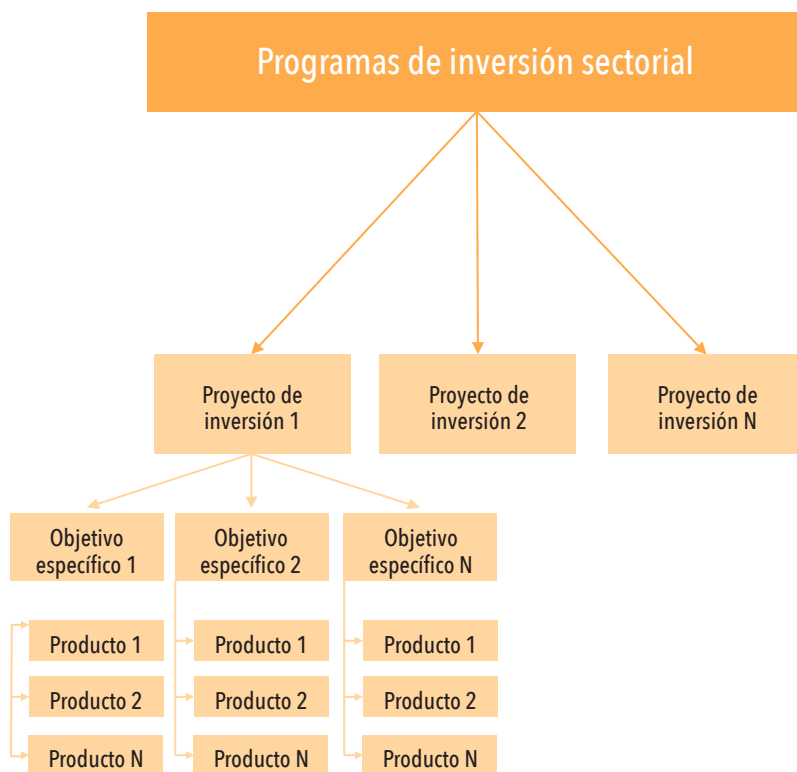 Programas de inversión sectorial
Proyecto de
inversión 1
Proyecto de
inversión 2
Proyecto de
inversión N
Objetivo
específico 1
Objetivo
específico 2
Objetivo
específico N
Producto 1
Producto 1
Producto 1
Producto 2
Producto 2
Producto 2
Producto N
Producto N
Producto N